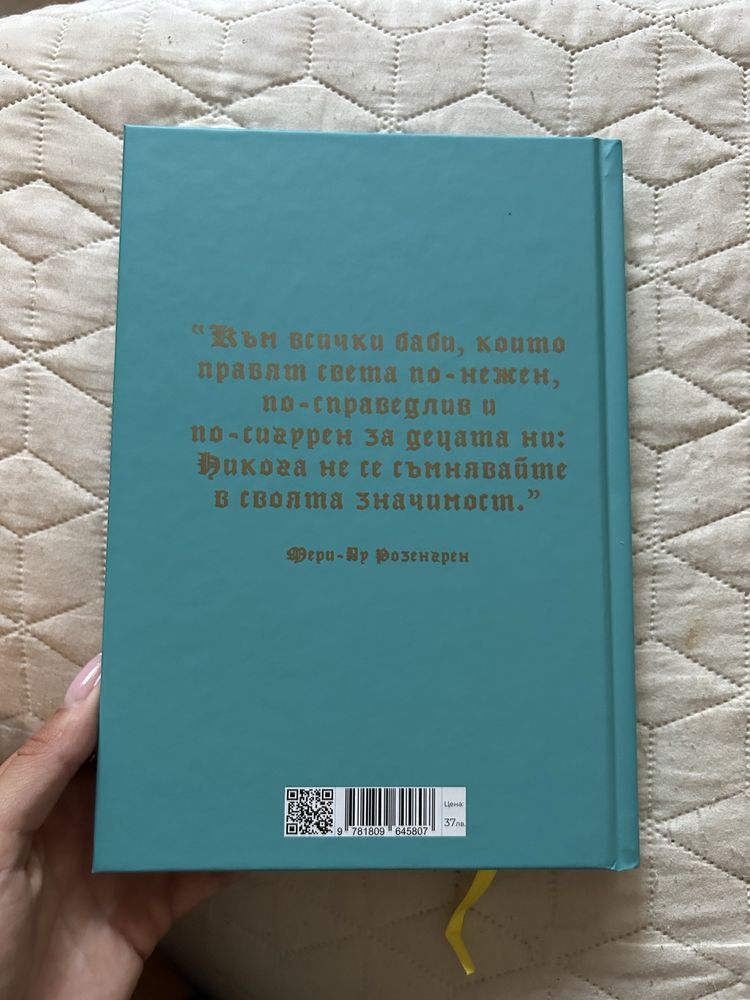 “Към всички баби, които
правят света по-нежен,
по-справедлив и
по-сигурен за децата ни:
Никога не се съмнявайте
в своята значимост.”
Мери-Лу Розенгрен
Цена:
37лв.
9 781809 645807